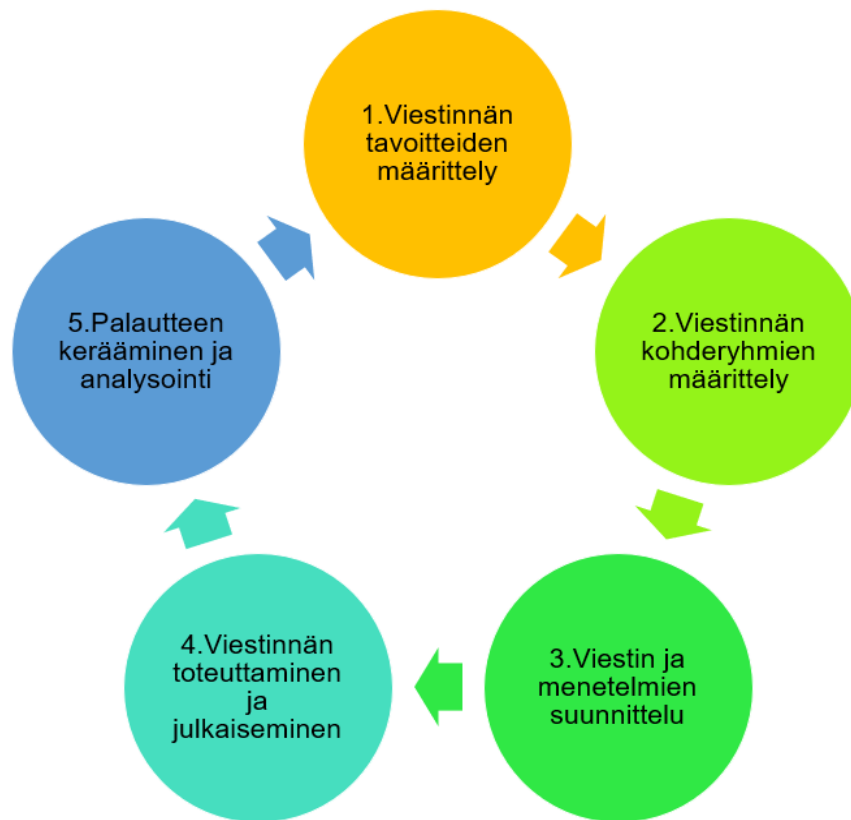 1.Viestinnän
tavoitteiden
määrittely
2.Viestinnän
kohderyhmien
määrittely
3.Viestin ja
menetelmien
suunnittelu
4.Viestinnän
toteuttaminen
ja
julkaiseminen
5.Palautteen
kerääminen ja
analysointi